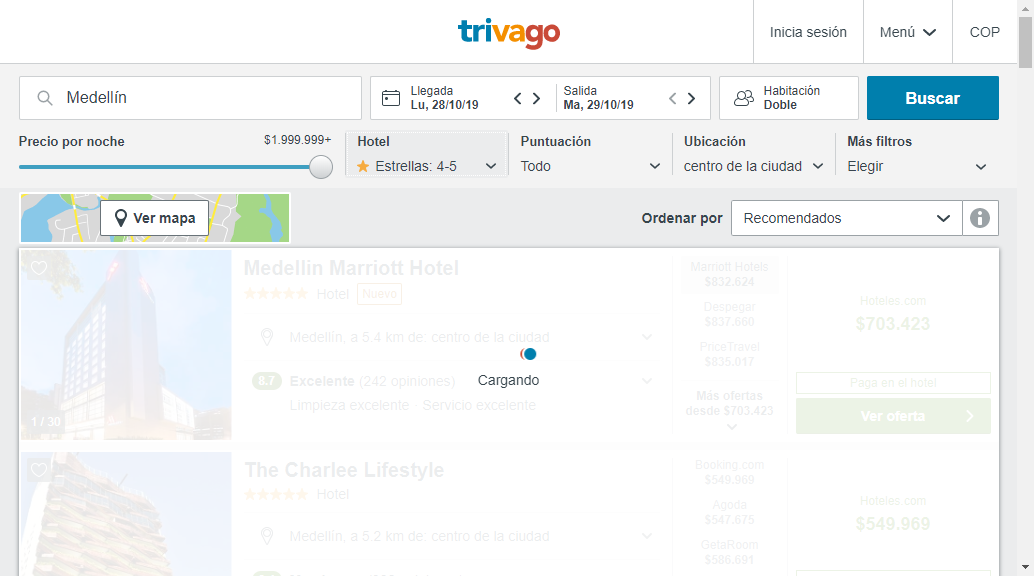 trivago
Inicia sesión
Menú
COP
Medellín
Llegada
Lu, 28/10/19
Salida
Ma, 29/10/19
Habitación
Doble
Buscar
Precio por noche
$1.999.999+
Hotel
Estrellas: 4-5
Puntuación
Todo
Ubicación
centro de la ciudad
Más filtros
Elegir
Ver mapa
Ordenar por
Recomendados
Medellin Marriott Hotel
Hotel
Nuevo
Medellín, a 5.4 km de: centro de la ciudad
8.7 Excelente (242 opiniones)
Limpieza excelente · Servicio excelente
1 / 30
Cargando
Marriott Hotels
$832.624
Despegar
$837.660
PriceTravel
$835.017
Más ofertas
desde $703.423
Hoteles.com
$703.423
Paga en el hotel
Ver oferta
The Charlee Lifestyle
Hotel
Medellín, a 5.2 km de: centro de la ciudad
Booking.com
$549.969
Agoda
$547.675
GetaRoom
$586.691
Hoteles.com
$549.969